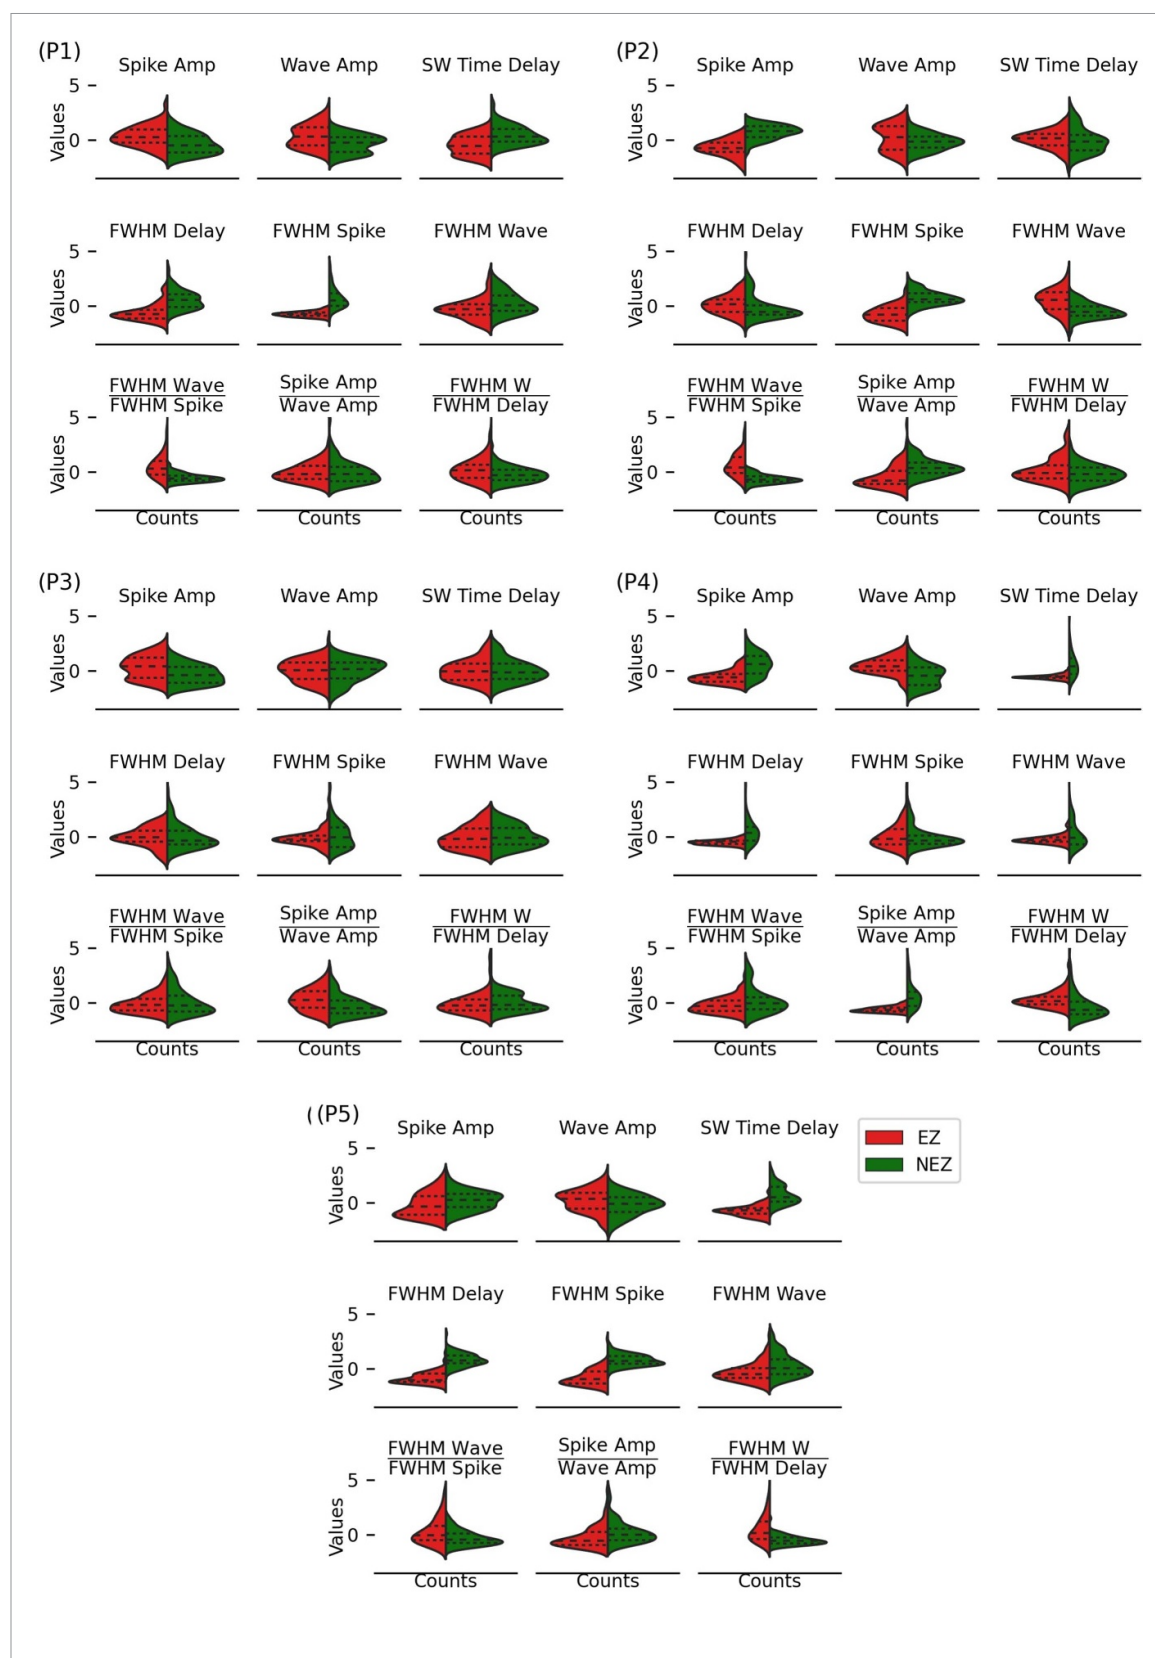 (P1)
Spike Amp Wave Amp SW Time Delay
5
Values
0
FWHM Delay FWHM Spike FWHM Wave
5
Values
0
FWHM Wave Spike Amp FWHM W
FWHM Spike Wave Amp FWHM Delay
5
Values
0
Counts Counts Counts
(P2)
Spike Amp Wave Amp SW Time Delay
5
Values
0
FWHM Delay FWHM Spike FWHM Wave
5
Values
0
FWHM Wave Spike Amp FWHM W
FWHM Spike Wave Amp FWHM Delay
5
Values
0
Counts Counts Counts
(P3)
Spike Amp Wave Amp SW Time Delay
5
Values
0
FWHM Delay FWHM Spike FWHM Wave
5
Values
0
FWHM Wave Spike Amp FWHM W
FWHM Spike Wave Amp FWHM Delay
5
Values
0
Counts Counts Counts
(P4)
Spike Amp Wave Amp SW Time Delay
5
Values
0
FWHM Delay FWHM Spike FWHM Wave
5
Values
0
FWHM Wave Spike Amp FWHM W
FWHM Spike Wave Amp FWHM Delay
5
Values
0
Counts Counts Counts
((P5)
Spike Amp Wave Amp SW Time Delay
5
Values
0
EZ
NEZ
FWHM Delay FWHM Spike FWHM Wave
5
Values
0
FWHM Wave Spike Amp FWHM W
FWHM Spike Wave Amp FWHM Delay
5
Values
0
Counts Counts Counts